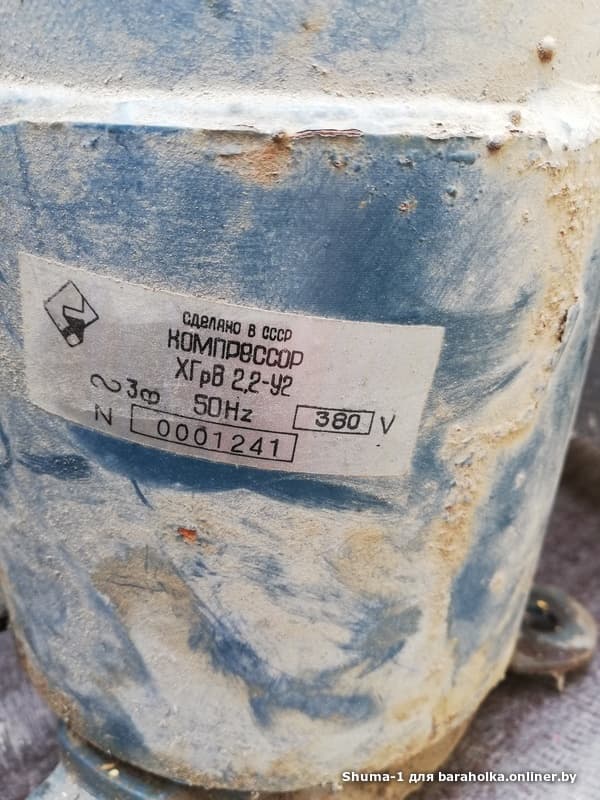 СДЕЛАНО В СССР
КОМПРЕССОР
ХГрВ 2,2-У2
~ 3ф 50Hz 380 V
N 0001241
Shuma-1 для baraholka.onliner.by